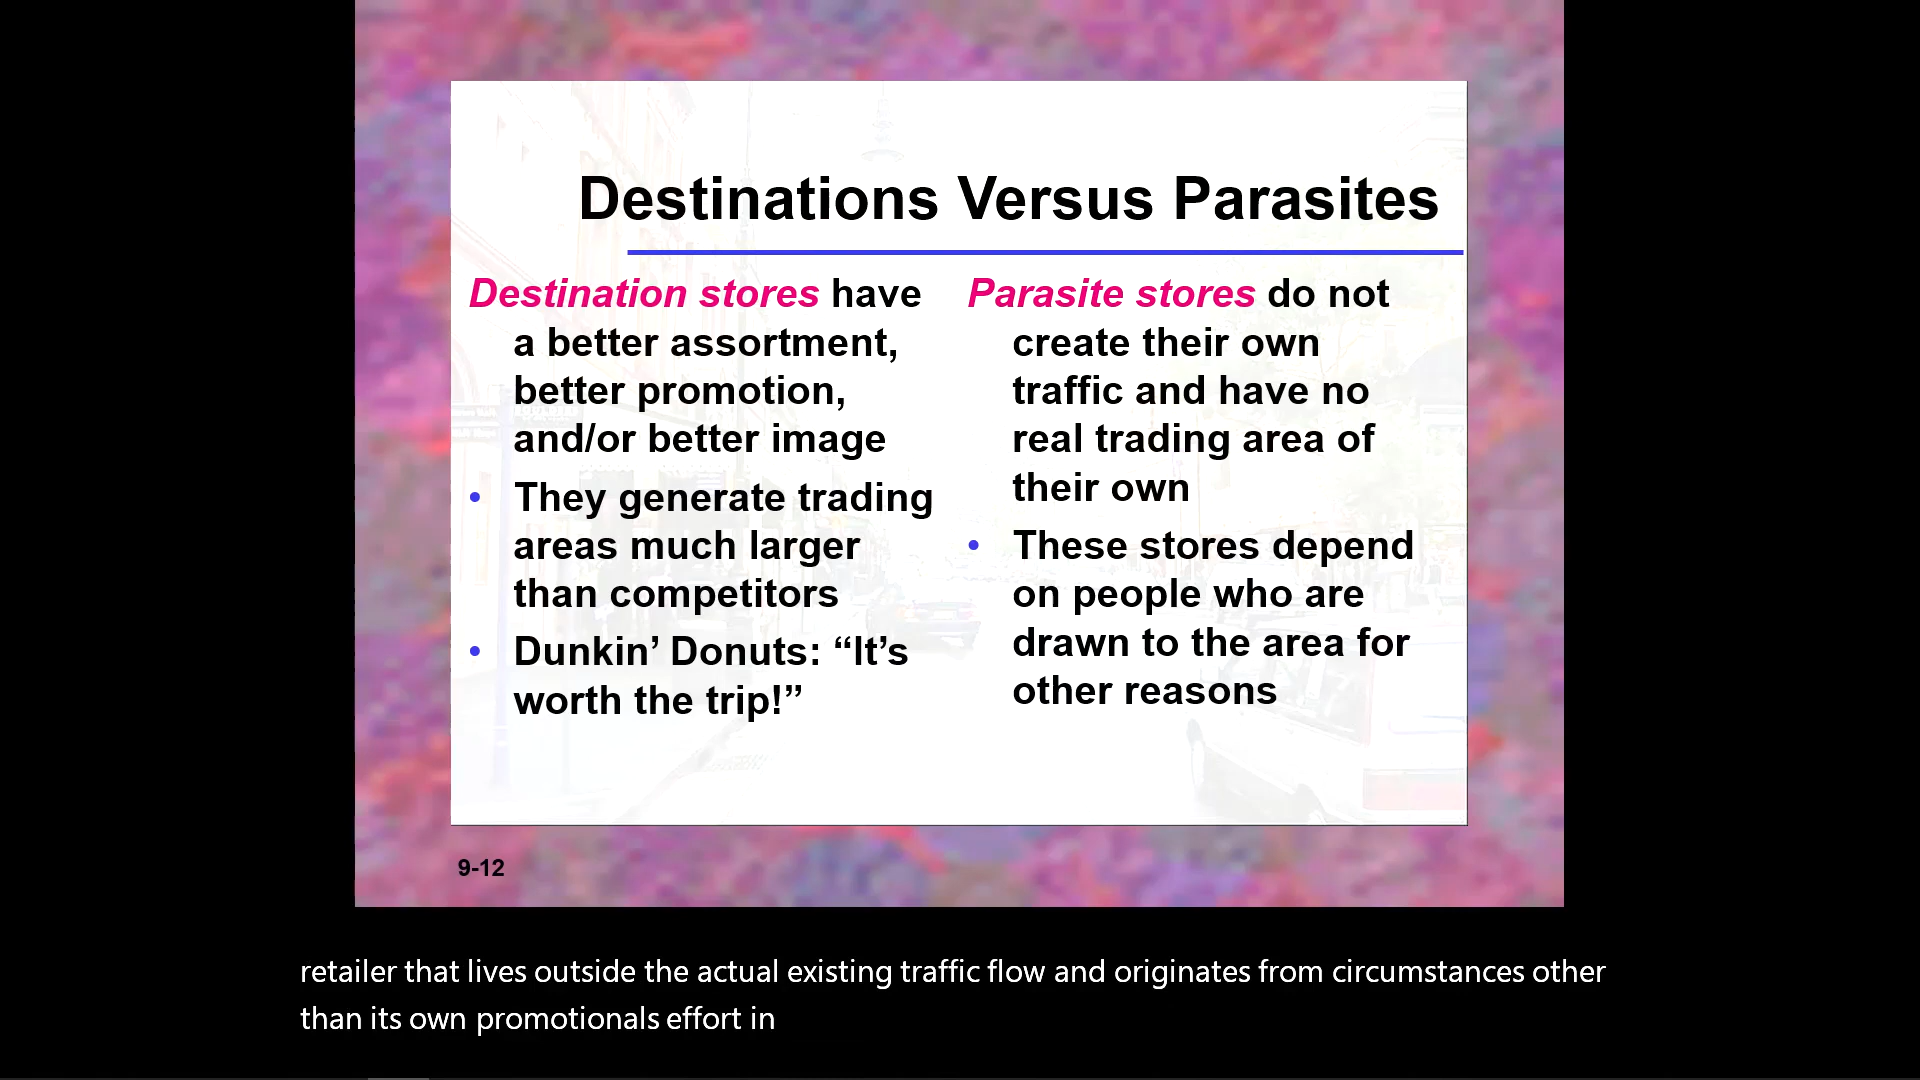 Destinations Versus Parasites
Destination stores have
a better assortment,
better promotion,
and/or better image
• They generate trading
areas much larger
than competitors
• Dunkin’ Donuts: “It’s
worth the trip!”
Parasite stores do not
create their own
traffic and have no
real trading area of
their own
• These stores depend
on people who are
drawn to the area for
other reasons
9-12
retailer that lives outside the actual existing traffic flow and originates from circumstances other
than its own promotionals effort in